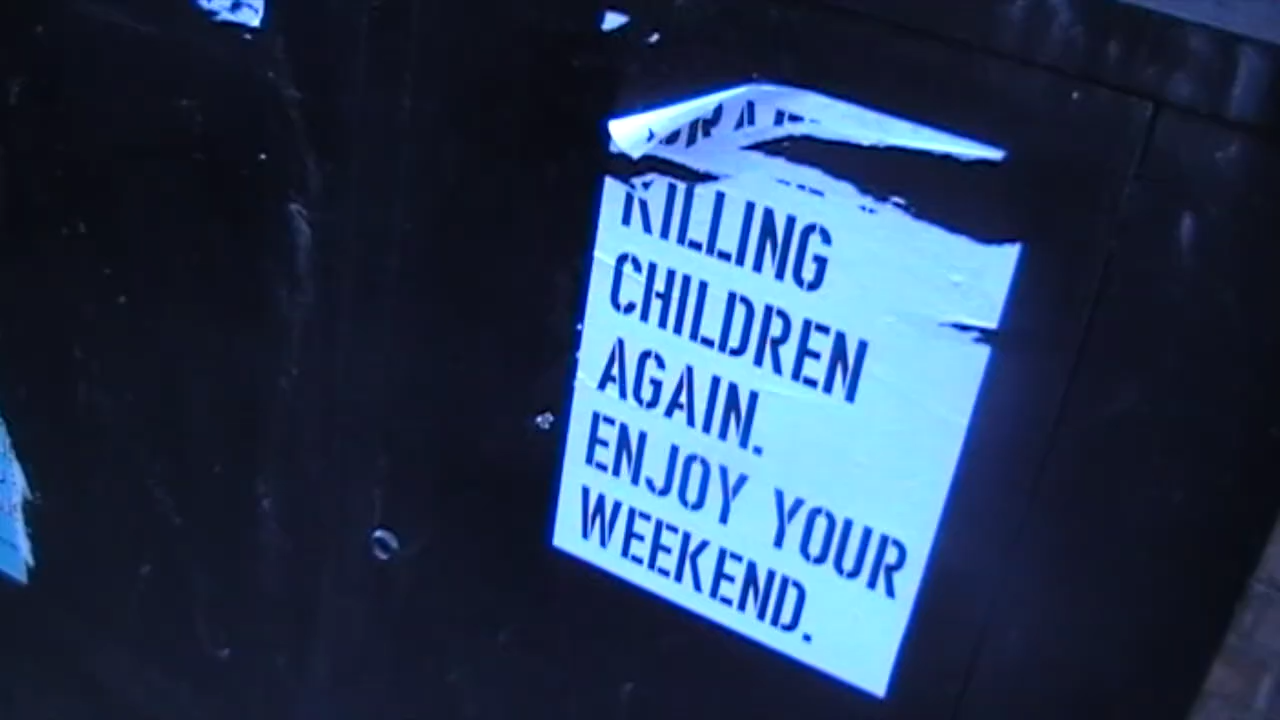 KILLING
CHILDREN
AGAIN.
ENJOY YOUR
WEEKEND.